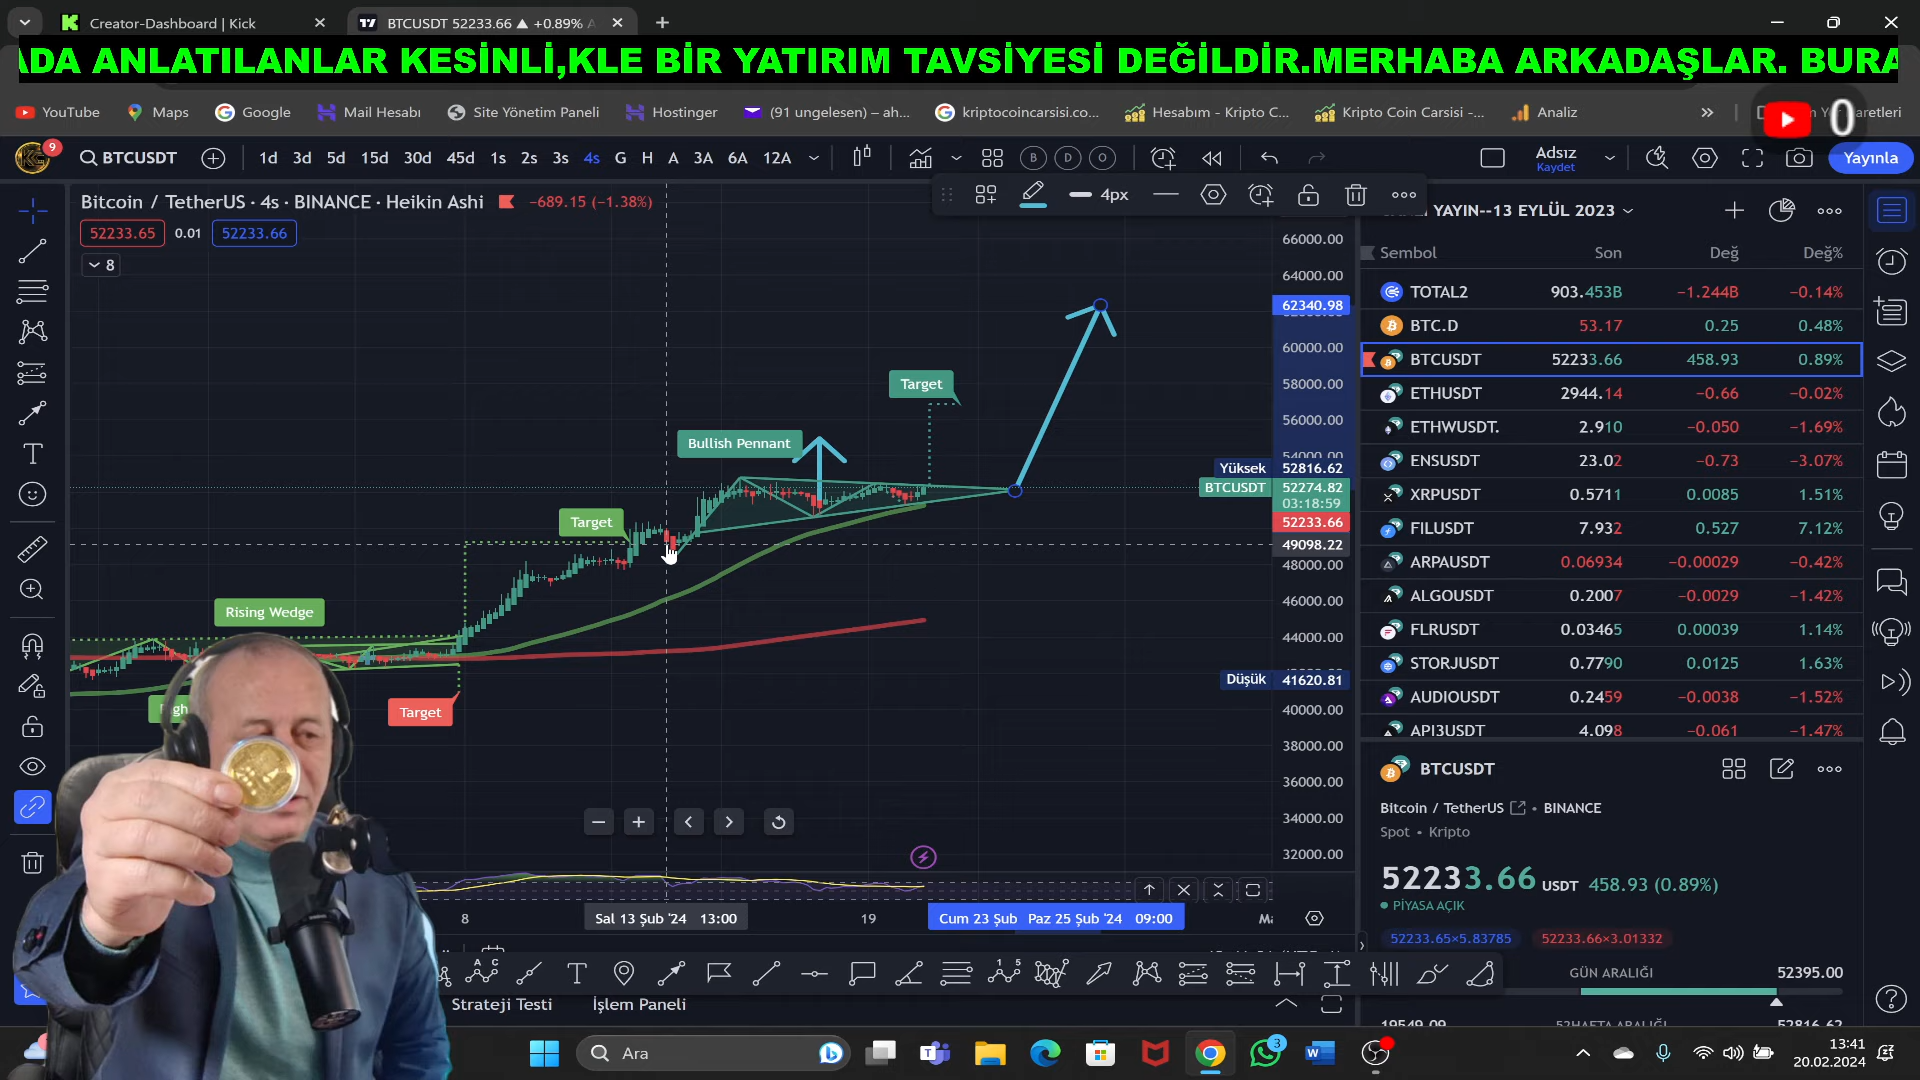 Creator-Dashboard | Kick
BTCUSDT 52233.66 ▲ +0.89%
ADA ANLATILANLAR KESİNLİ,KLE BİR YATIRIM TAVSİYESİ DEĞİLDİR.MERHABA ARKADAŞLAR. BURA
YouTube Maps Google Mail Hesabı Site Yönetim Paneli Hostinger (91 ungelesen) – ah... kriptocoincarsisi.co... Hesabım - Kripto C... Kripto Coin Carsisi -... Analiz » 0
9 BTCUSDT 1d 3d 5d 15d 30d 45d 1s 2s 3s 4s G H A 3A 6A 12A B D O Adsız Kaydet Yayınla
4px
Bitcoin / TetherUS · 4s · BINANCE · Heikin Ashi −689.15 (−1.38%)
52233.65 0.01 52233.66
8
66000.00
64000.00
62340.98
60000.00
58000.00
56000.00
54000.00
Yüksek 52816.62
BTCUSDT 52274.82
03:18:59
52233.66
49098.22
48000.00
46000.00
44000.00
Düşük 41620.81
40000.00
38000.00
36000.00
34000.00
32000.00
Target
Bullish Pennant
Target
Rising Wedge
Target
8 Sal 13 Şub '24 13:00 19 Cum 23 Şub Paz 25 Şub '24 09:00
Strateji Testi İşlem Paneli
YAYIN--13 EYLÜL 2023
Sembol Son Değ Değ%
TOTAL2 903.453B −1.244B −0.14%
BTC.D 53.17 0.25 0.48%
BTCUSDT 52233.66 458.93 0.89%
ETHUSDT 2944.14 −0.66 −0.02%
ETHWUSDT. 2.910 −0.050 −1.69%
ENSUSDT 23.02 −0.73 −3.07%
XRPUSDT 0.5711 0.0085 1.51%
FILUSDT 7.932 0.527 7.12%
ARPAUSDT 0.06934 −0.00029 −0.42%
ALGOUSDT 0.2007 −0.0029 −1.42%
FLRUSDT 0.03465 0.00039 1.14%
STORJUSDT 0.7790 0.0125 1.63%
AUDIOUSDT 0.2459 −0.0038 −1.52%
API3USDT 4.098 −0.061 −1.47%
BTCUSDT
Bitcoin / TetherUS • BINANCE
Spot • Kripto
52233.66 USDT 458.93 (0.89%)
PİYASA AÇIK
52233.65×5.83785 52233.66×3.01332
GÜN ARALIĞI 52395.00
19549.09 52HAFTA ARALIĞI 52816.62
Ara
3
13:41
20.02.2024